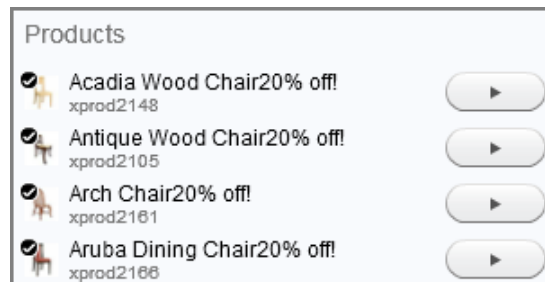 Products
Acadia Wood Chair20% off!
xprod2148
Antique Wood Chair20% off!
xprod2105
Arch Chair20% off!
xprod2161
Aruba Dining Chair20% off!
xprod2166